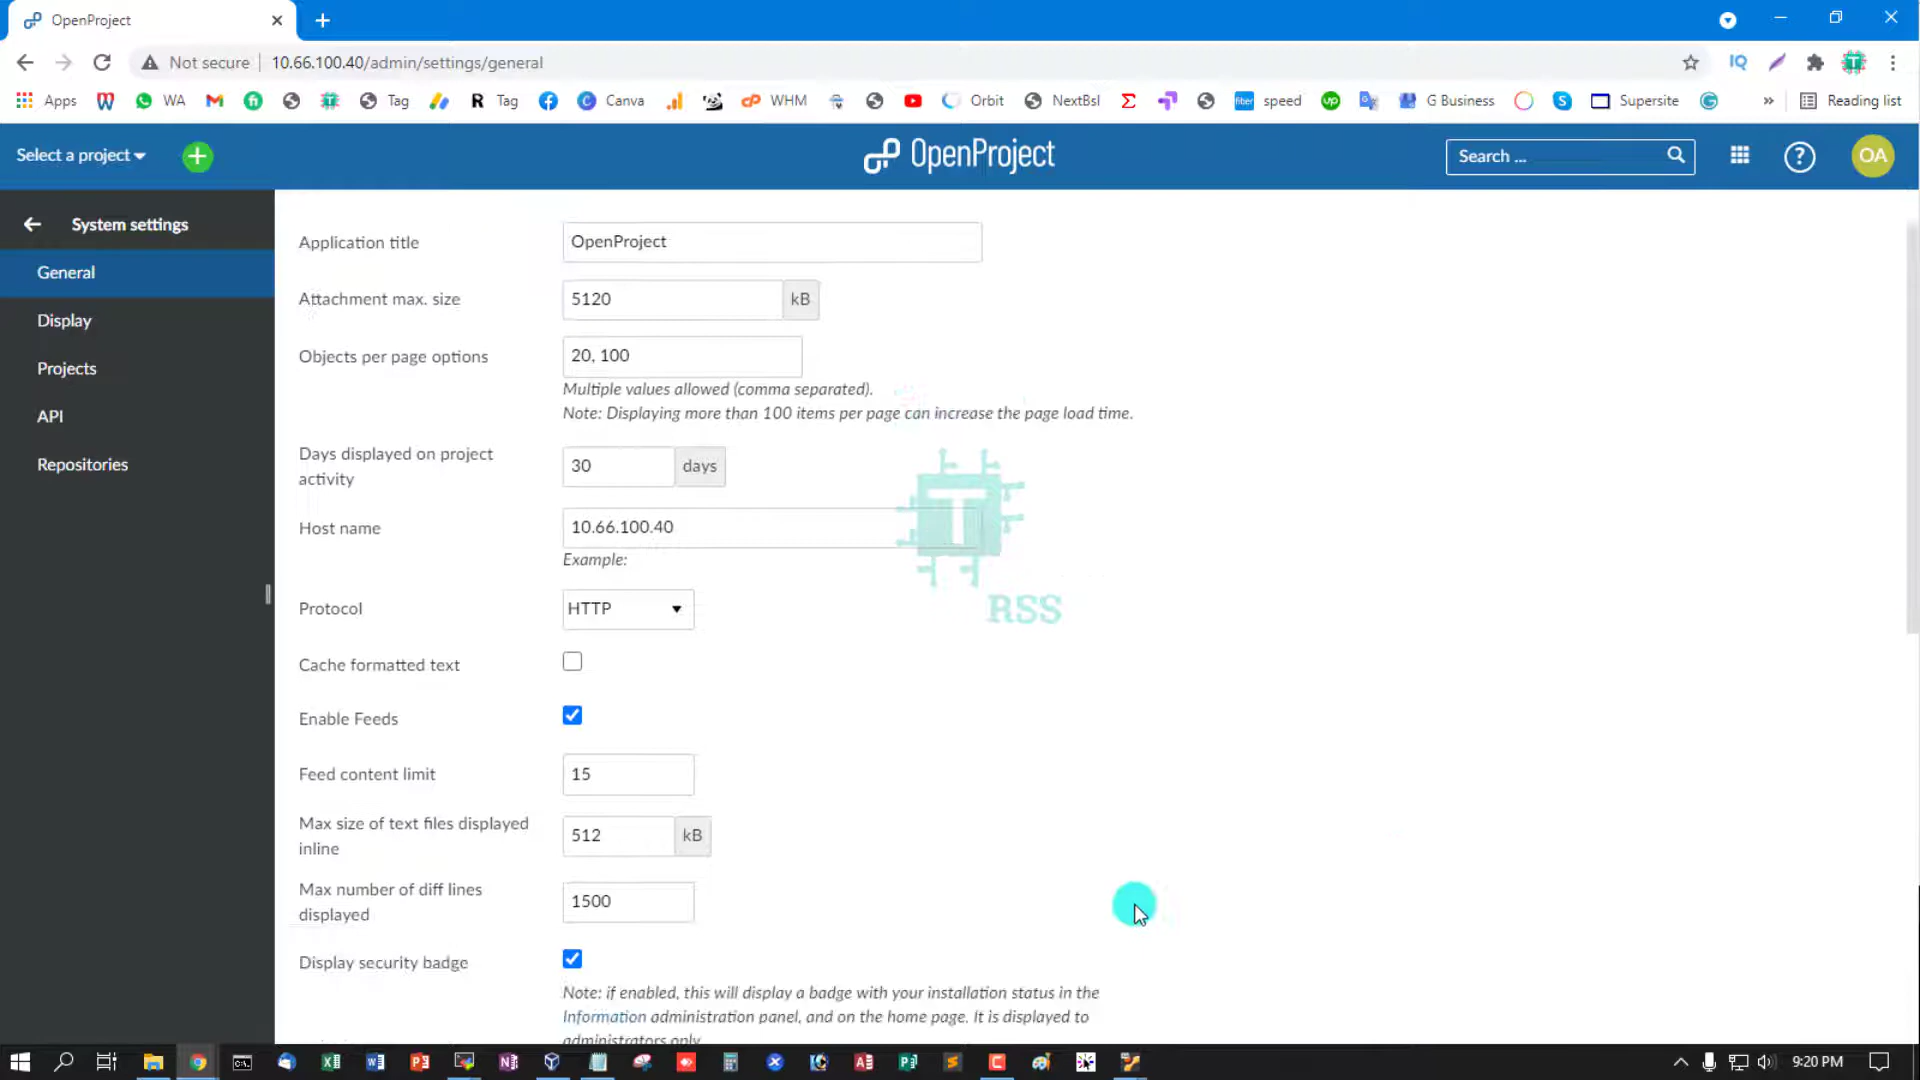 OpenProject
Not secure
10.66.100.40/admin/settings/general
Apps
WA
Tag
Tag
Canva
WHM
Orbit
NextBsl
fiber
speed
G Business
Supersite
Reading list
Select a project
OpenProject
Search ...
OA
System settings
General
Display
Projects
API
Repositories
Application title
OpenProject
Attachment max. size
5120
kB
Objects per page options
20, 100
Multiple values allowed (comma separated).
Note: Displaying more than 100 items per page can increase the page load time.
Days displayed on project
activity
30
days
Host name
10.66.100.40
Example:
Protocol
HTTP
T
RSS
Cache formatted text
Enable Feeds
Feed content limit
15
Max size of text files displayed
inline
512
kB
Max number of diff lines
displayed
1500
Display security badge
Note: if enabled, this will display a badge with your installation status in the
Information administration panel, and on the home page. It is displayed to
administrators only.
9:20 PM